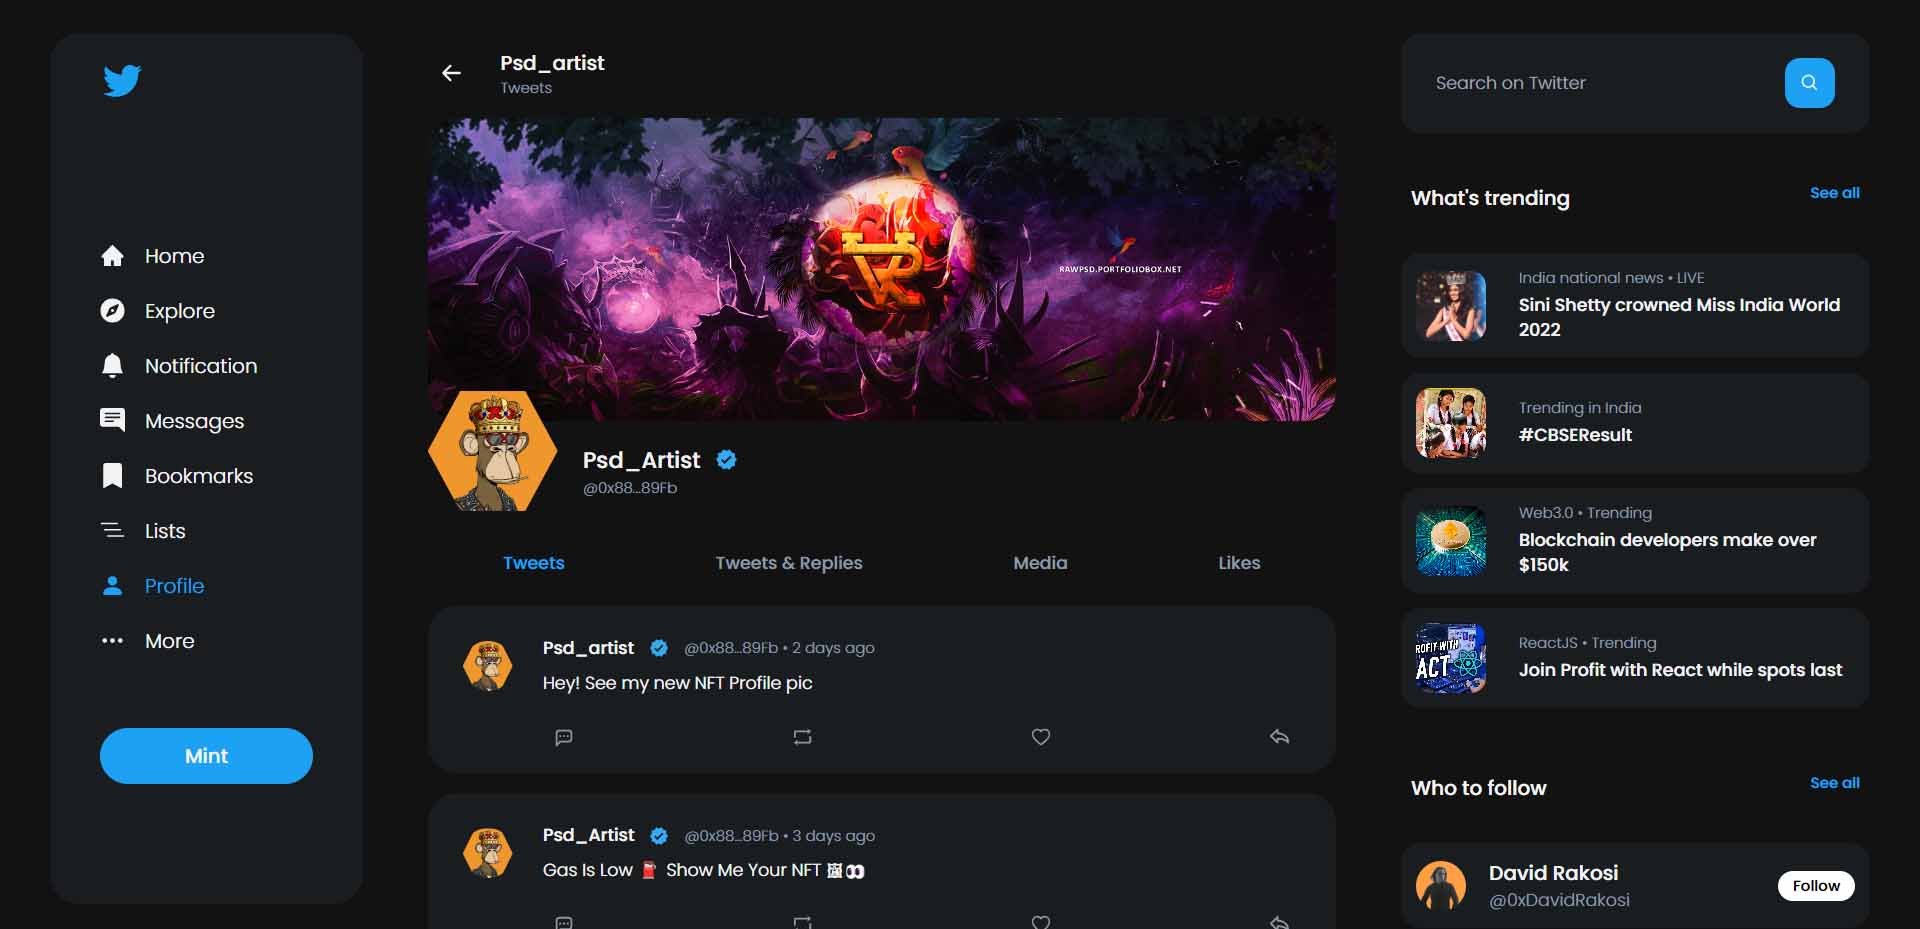 Home
Explore
Notification
Messages
Bookmarks
Lists
Profile
More
Mint
Psd_artist
Tweets
RAWPSD.PORTFOLIOBOX.NET
Psd_Artist
@0x88...89Fb
Tweets
Tweets & Replies
Media
Likes
Psd_artist @0x88...89Fb • 2 days ago
Hey! See my new NFT Profile pic
Psd_Artist @0x88...89Fb • 3 days ago
Gas Is Low ⛽ Show Me Your NFT 🖼👀
Search on Twitter
What's trending
See all
India national news • LIVE
Sini Shetty crowned Miss India World
2022
Trending in India
#CBSEResult
Web3.0 • Trending
Blockchain developers make over
$150k
ROFIT WITH
ACT
ReactJS • Trending
Join Profit with React while spots last
Who to follow
See all
David Rakosi
@0xDavidRakosi
Follow